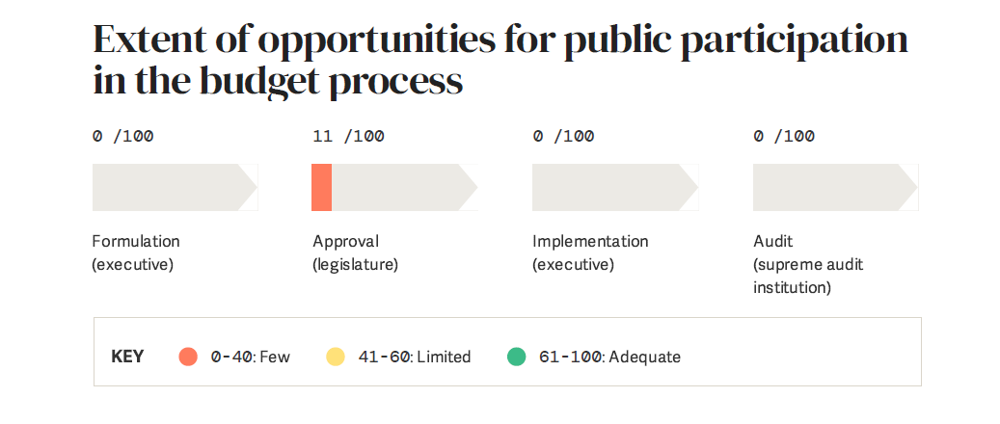 Extent of opportunities for public participation
in the budget process
0 /100
11 /100
0 /100
0 /100
Formulation
(executive)
Approval
(legislature)
Implementation
(executive)
Audit
(supreme audit
institution)
KEY
0-40: Few
41-60: Limited
61-100: Adequate